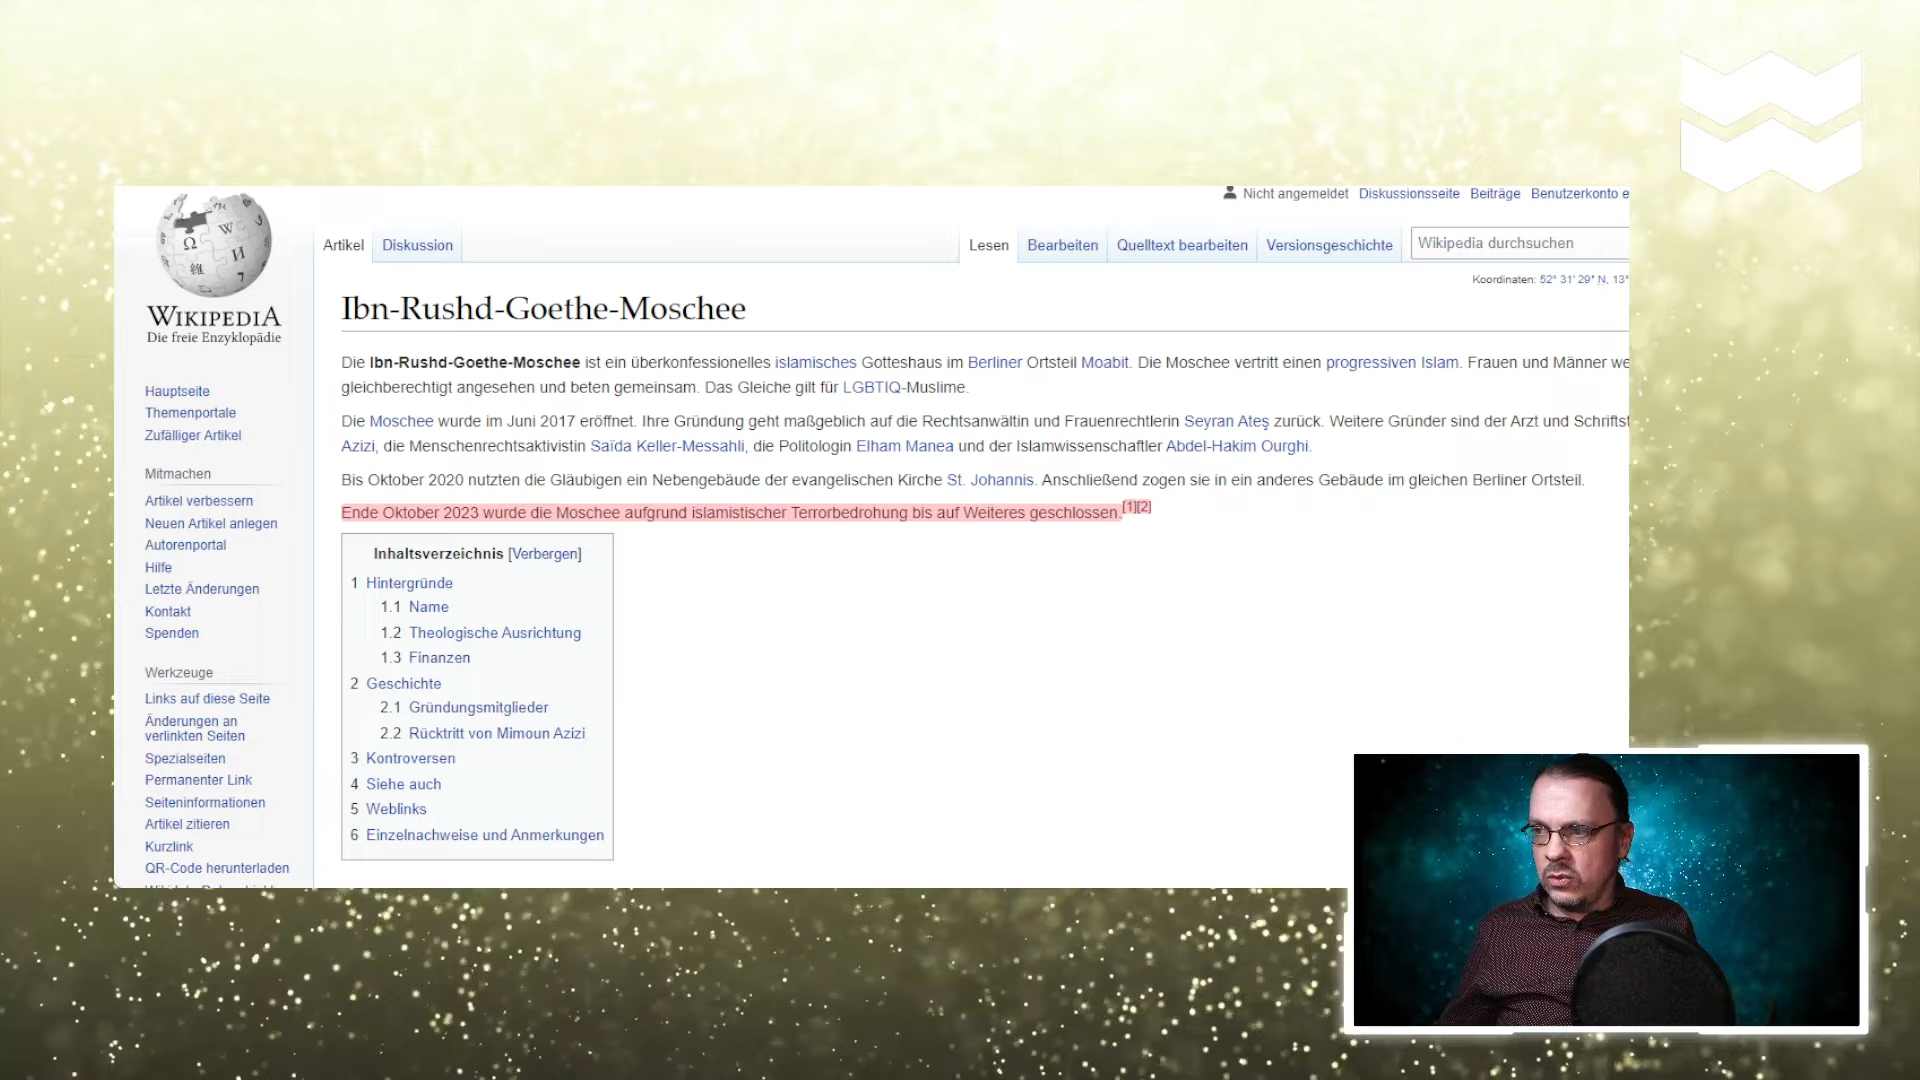 Nicht angemeldet Diskussionsseite Beiträge Benutzerkonto e
Artikel Diskussion Lesen Bearbeiten Quelltext bearbeiten Versionsgeschichte Wikipedia durchsuchen
Koordinaten: 52° 31′ 29″ N, 13°
WIKIPEDIA
Die freie Enzyklopädie
Ibn-Rushd-Goethe-Moschee
Die Ibn-Rushd-Goethe-Moschee ist ein überkonfessionelles islamisches Gotteshaus im Berliner Ortsteil Moabit. Die Moschee vertritt einen progressiven Islam. Frauen und Männer we
gleichberechtigt angesehen und beten gemeinsam. Das Gleiche gilt für LGBTIQ-Muslime.
Die Moschee wurde im Juni 2017 eröffnet. Ihre Gründung geht maßgeblich auf die Rechtsanwältin und Frauenrechtlerin Seyran Ateş zurück. Weitere Gründer sind der Arzt und Schriftst
Azizi, die Menschenrechtsaktivistin Saïda Keller-Messahli, die Politologin Elham Manea und der Islamwissenschaftler Abdel-Hakim Ourghi.
Bis Oktober 2020 nutzten die Gläubigen ein Nebengebäude der evangelischen Kirche St. Johannis. Anschließend zogen sie in ein anderes Gebäude im gleichen Berliner Ortsteil.
Ende Oktober 2023 wurde die Moschee aufgrund islamistischer Terrorbedrohung bis auf Weiteres geschlossen.[1][2]
Inhaltsverzeichnis [Verbergen]
1 Hintergründe
1.1 Name
1.2 Theologische Ausrichtung
1.3 Finanzen
2 Geschichte
2.1 Gründungsmitglieder
2.2 Rücktritt von Mimoun Azizi
3 Kontroversen
4 Siehe auch
5 Weblinks
6 Einzelnachweise und Anmerkungen
Hauptseite
Themenportale
Zufälliger Artikel
Mitmachen
Artikel verbessern
Neuen Artikel anlegen
Autorenportal
Hilfe
Letzte Änderungen
Kontakt
Spenden
Werkzeuge
Links auf diese Seite
Änderungen an
verlinkten Seiten
Spezialseiten
Permanenter Link
Seiteninformationen
Artikel zitieren
Kurzlink
QR-Code herunterladen